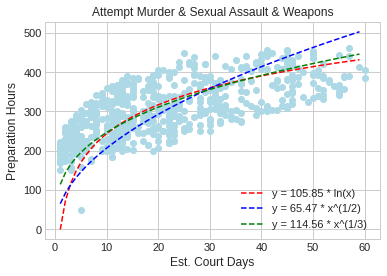 Attempt Murder & Sexual Assault & Weapons
500
400
300
200
100
0
Preparation Hours
y = 105.85 * ln(x)
y = 65.47 * x^(1/2)
y = 114.56 * x^(1/3)
0 10 20 30 40 50 60
Est. Court Days